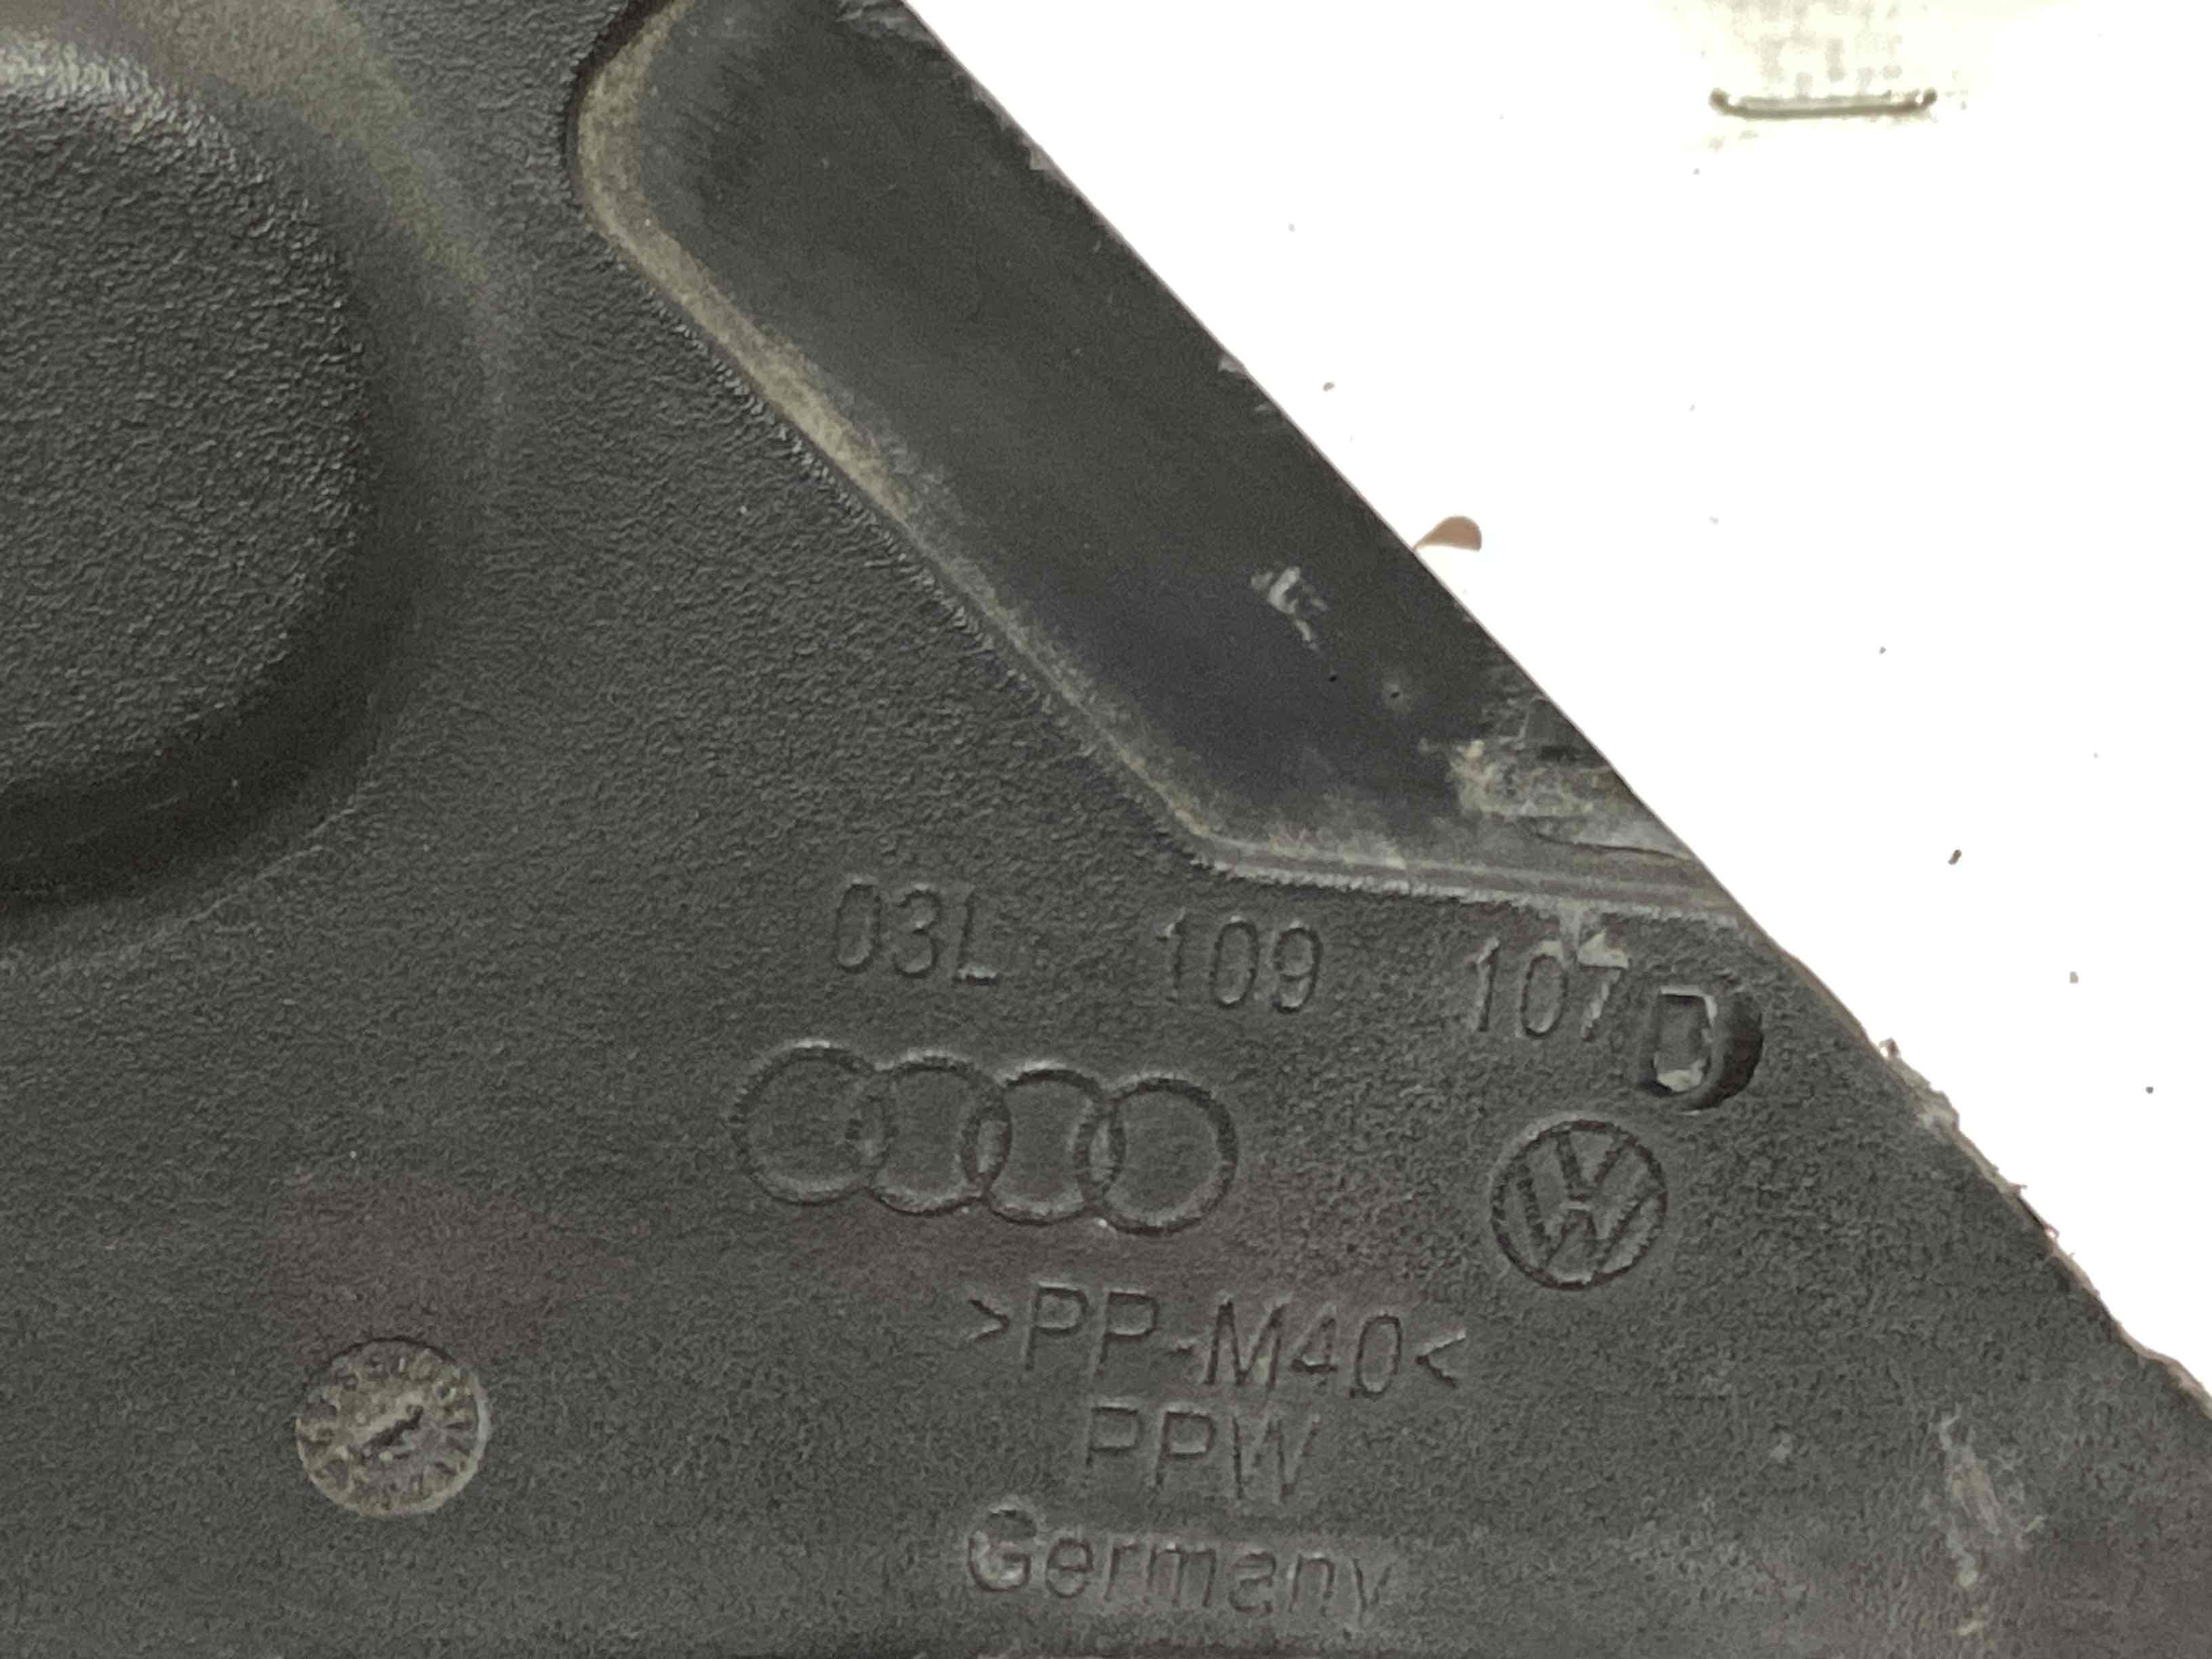 03L 109 107 D
>PP-M40<
PPW
Germany